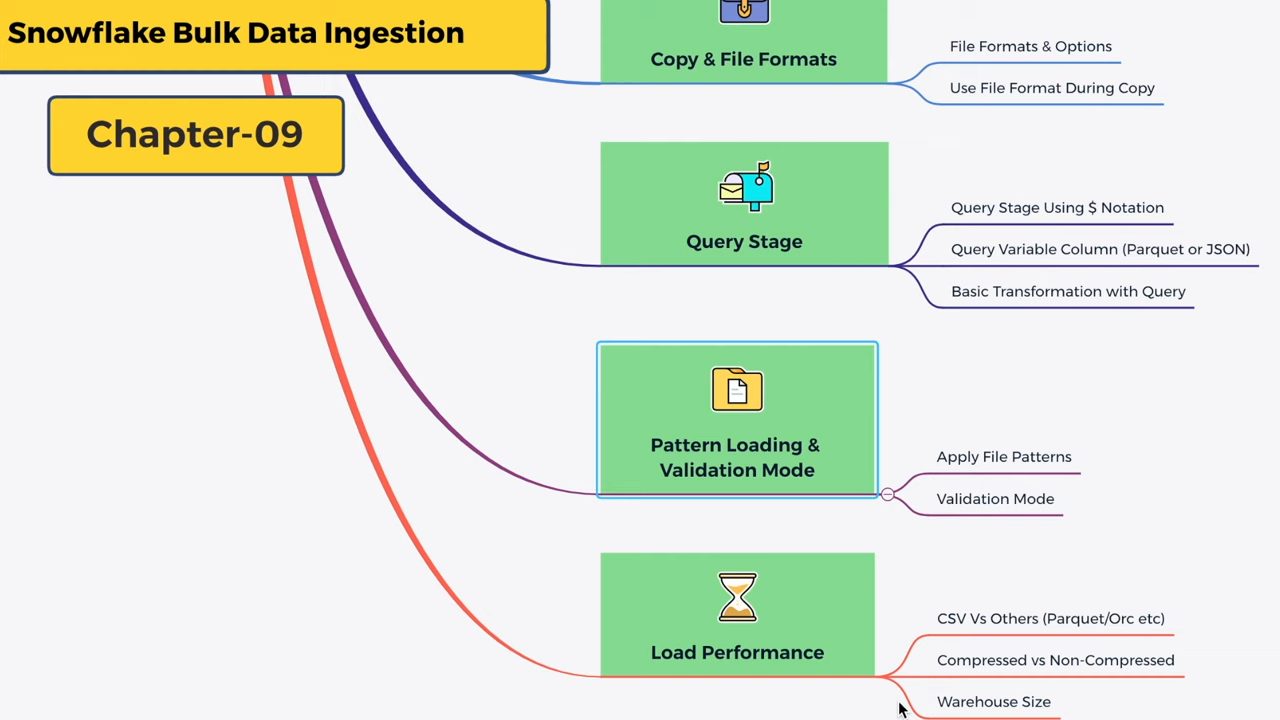 Snowflake Bulk Data Ingestion
Chapter-09
Copy & File Formats
File Formats & Options
Use File Format During Copy
Query Stage
Query Stage Using $ Notation
Query Variable Column (Parquet or JSON)
Basic Transformation with Query
Pattern Loading &
Validation Mode
Apply File Patterns
Validation Mode
Load Performance
CSV Vs Others (Parquet/Orc etc)
Compressed vs Non-Compressed
Warehouse Size